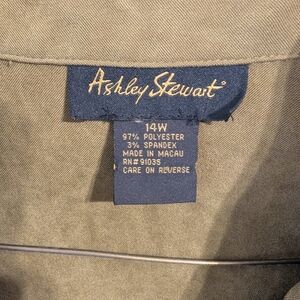 Ashley Stewart
14W
97% POLYESTER
3% SPANDEX
MADE IN MACAU
RN# 91035
CARE ON REVERSE